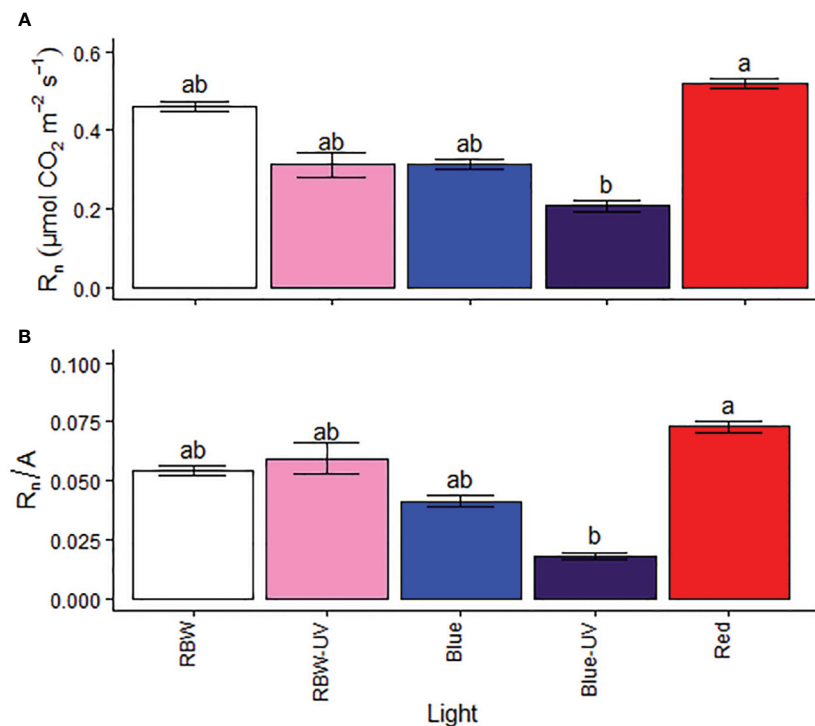 A
Rn (µmol CO2 m−2 s−1)
0.6
0.4
0.2
0.0
ab
ab
ab
b
a
B
Rn/A
0.100
0.075
0.050
0.025
0.000
ab
ab
ab
b
a
RBW
RBW-UV
Blue
Blue-UV
Red
Light